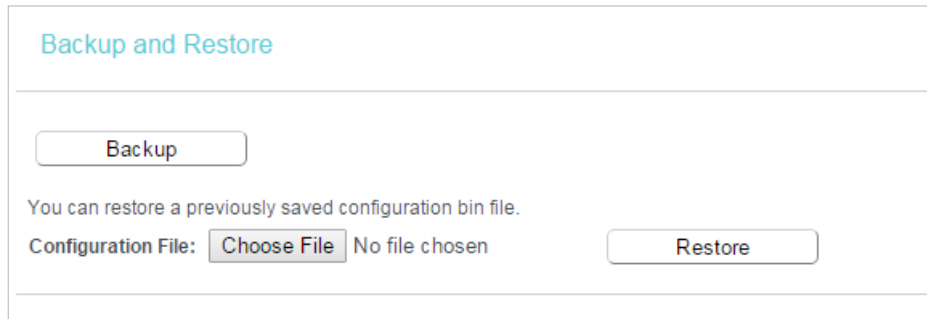 Backup and Restore
Backup
You can restore a previously saved configuration bin file.
Configuration File: Choose File No file chosen Restore